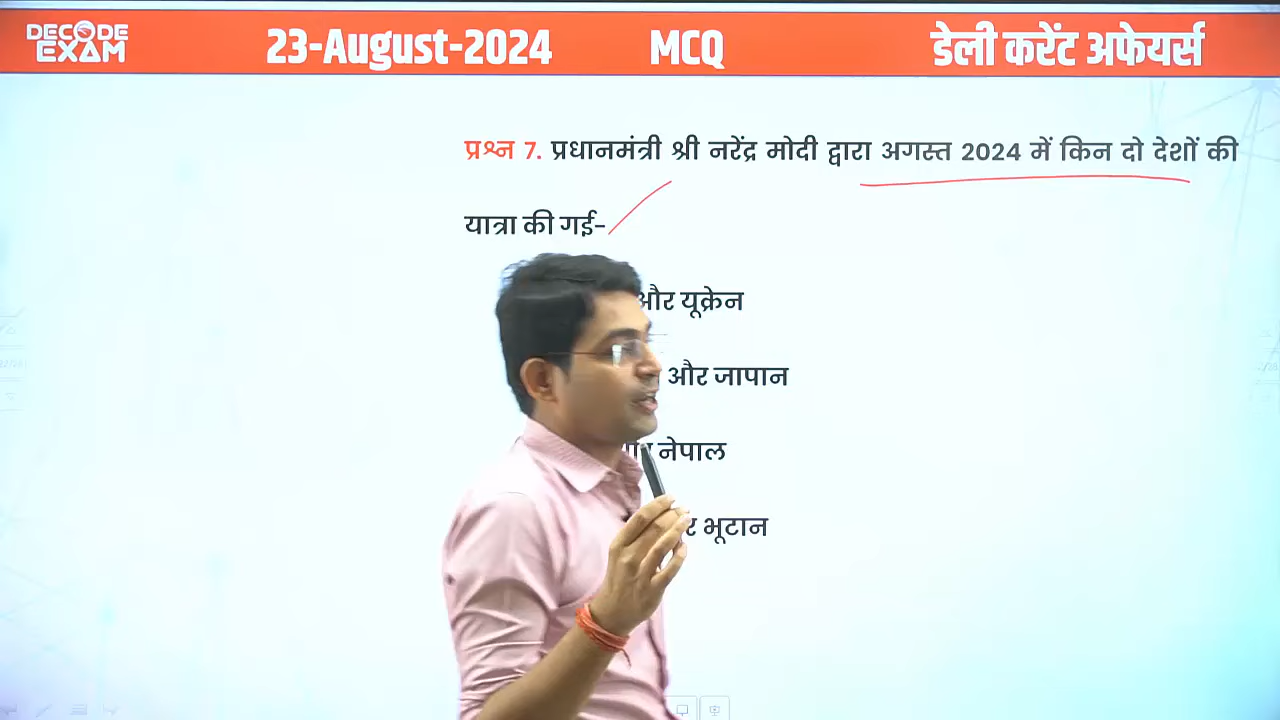 DECODE
EXAM
23-August-2024 MCQ डेली करेंट अफेयर्स
प्रश्न 7. प्रधानमंत्री श्री नरेंद्र मोदी द्वारा अगस्त 2024 में किन दो देशों की
यात्रा की गई-
और यूक्रेन
और जापान
नेपाल
भूटान